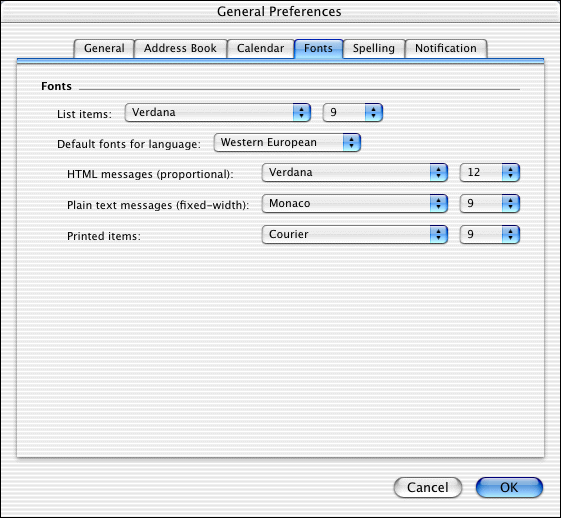 General Preferences
General Address Book Calendar Fonts Spelling Notification
Fonts
List items: Verdana 9
Default fonts for language: Western European
HTML messages (proportional): Verdana 12
Plain text messages (fixed-width): Monaco 9
Printed items: Courier 9
Cancel OK